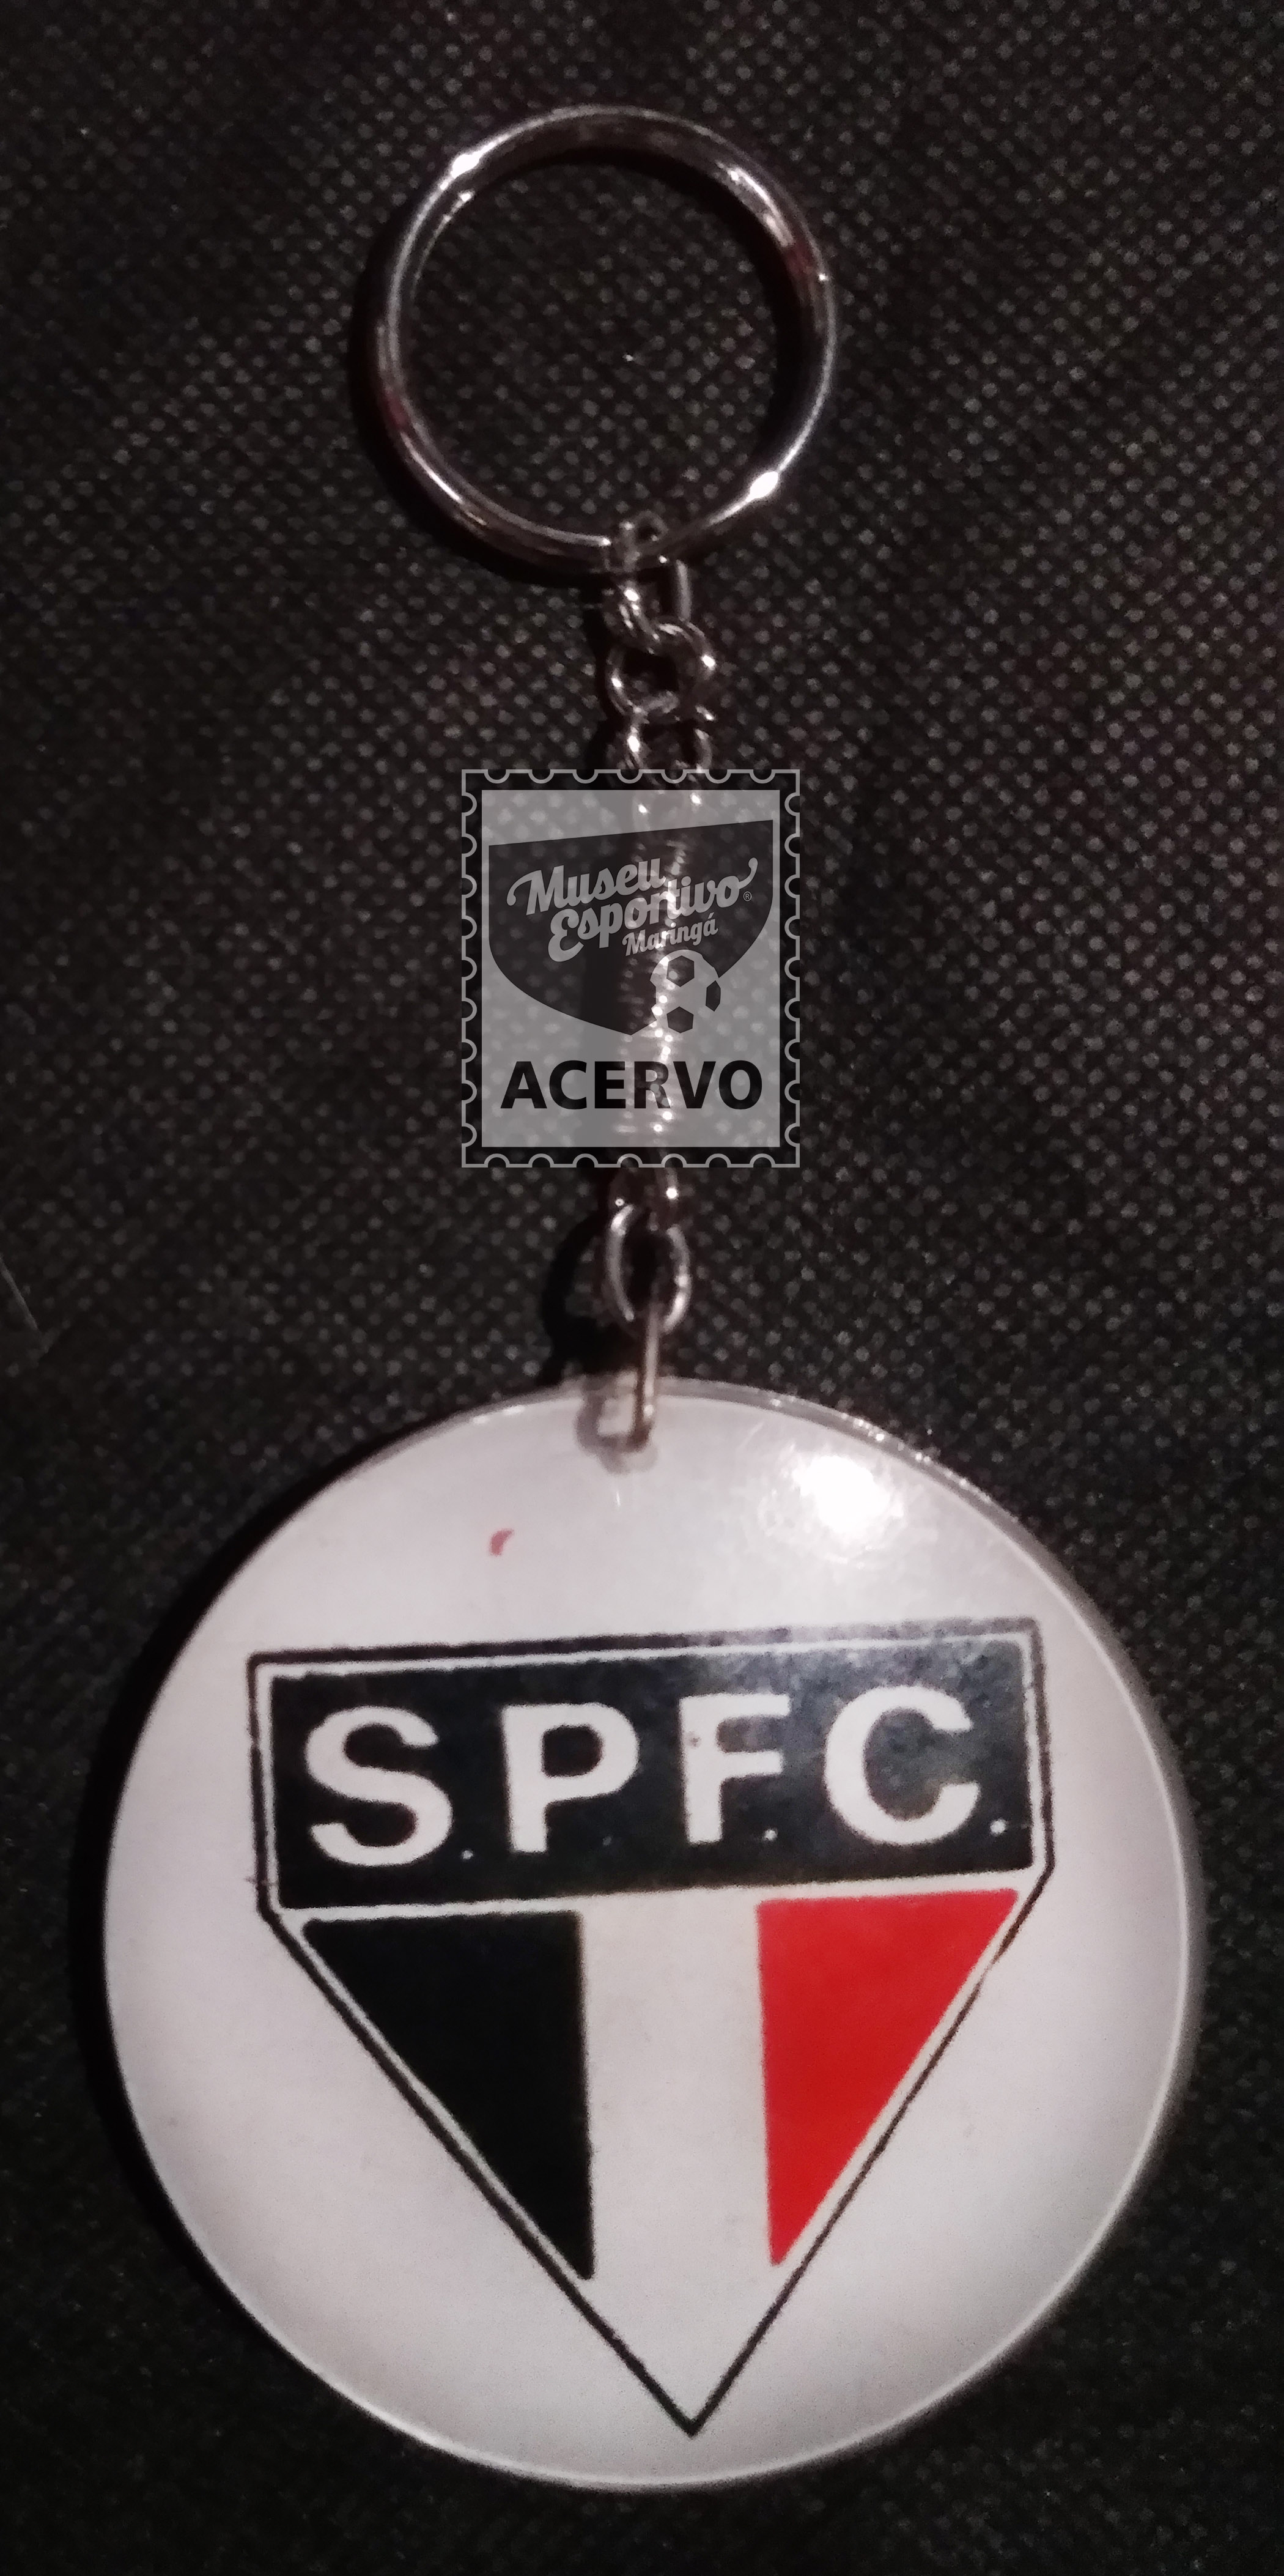 Museu
Esportivo®
Maringá
ACERVO
S.P.F.C.